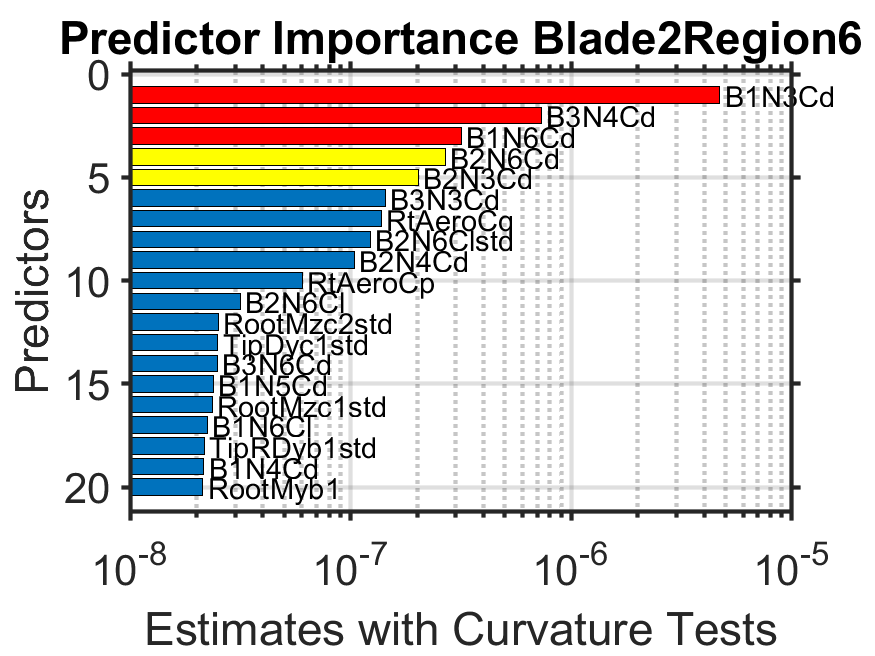 Predictor Importance Blade2Region6
0
5
10
15
20
Predictors
B1N3Cd
B3N4Cd
B1N6Cd
B2N6Cd
B2N3Cd
B3N3Cd
RtAeroCq
B2N6Clstd
B2N4Cd
RtAeroCp
B2N6Cl
RootMzc2std
TipDyc1std
B3N6Cd
B1N5Cd
RootMzc1std
B1N6Cl
TipRDyb1std
B1N4Cd
RootMyb1
10^-8 10^-7 10^-6 10^-5
Estimates with Curvature Tests